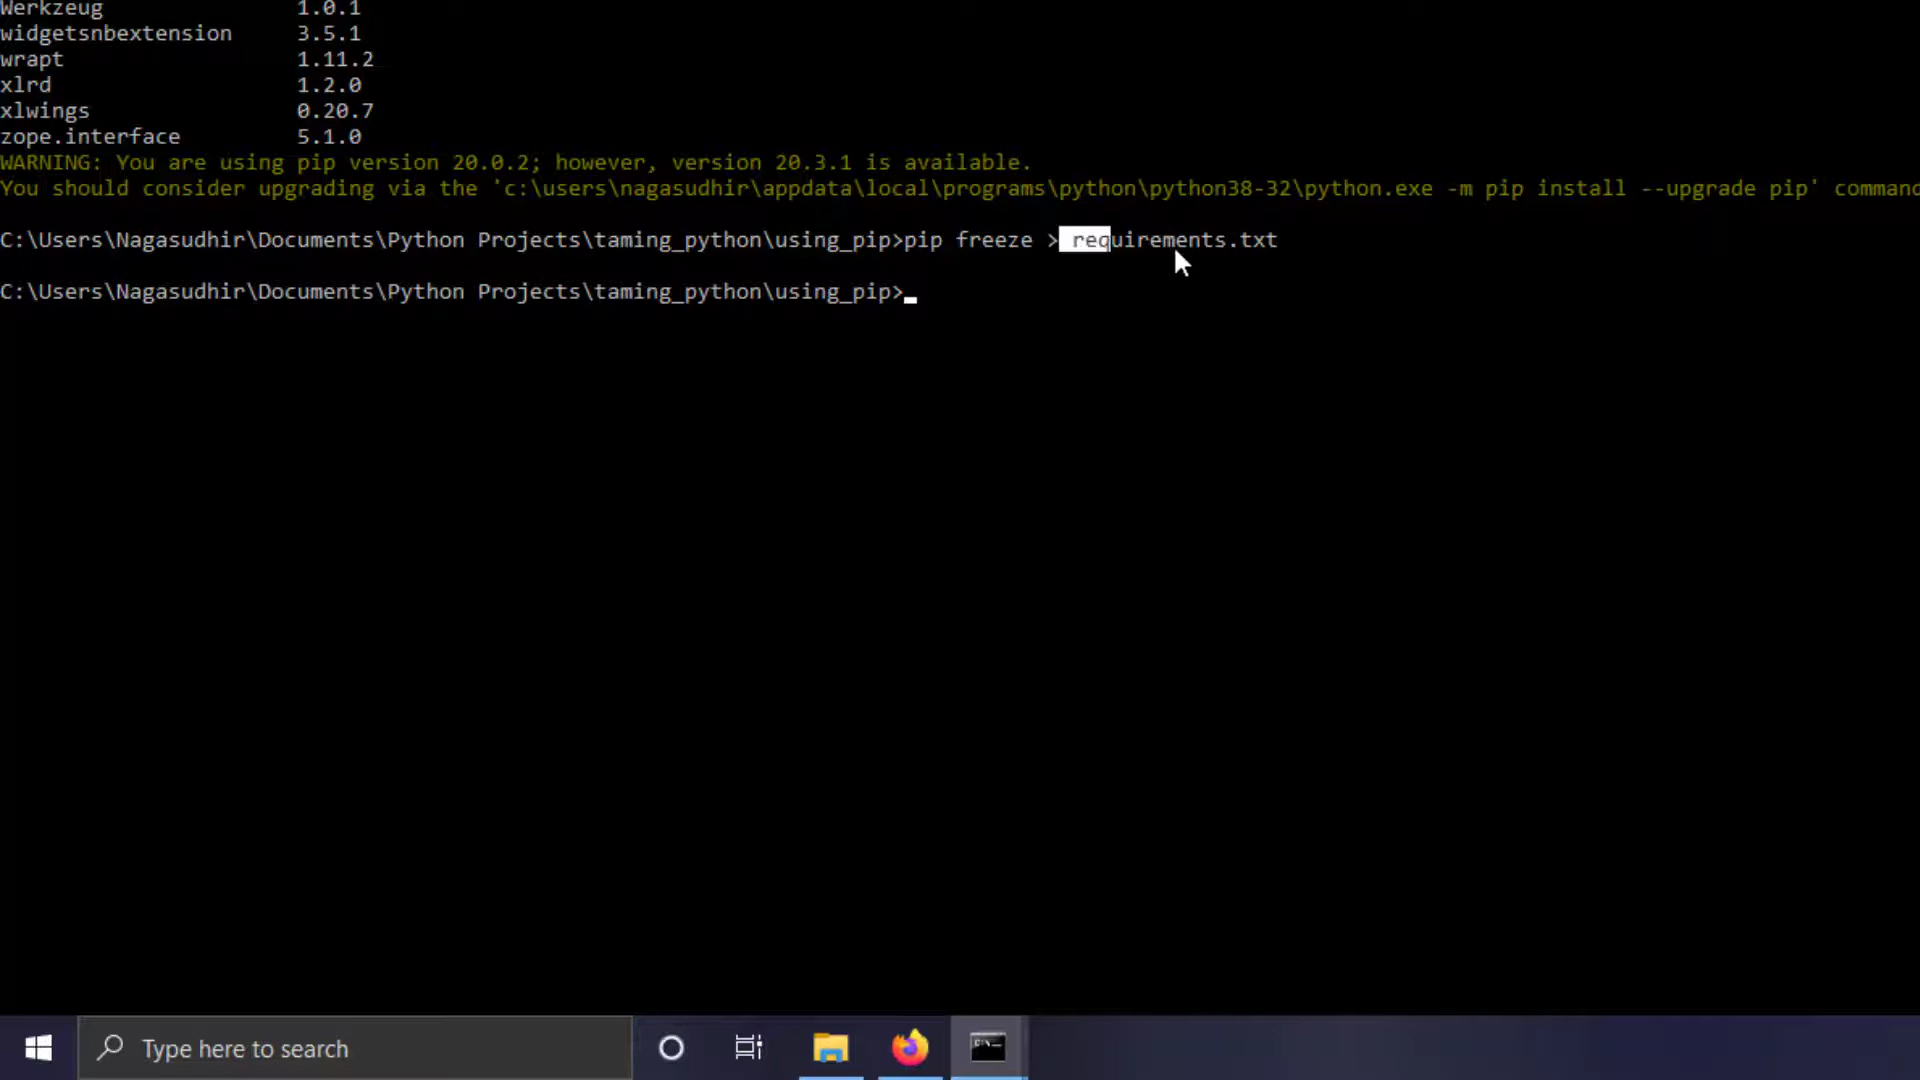 Werkzeug 1.0.1
widgetsnbextension 3.5.1
wrapt 1.11.2
xlrd 1.2.0
xlwings 0.20.7
zope.interface 5.1.0
WARNING: You are using pip version 20.0.2; however, version 20.3.1 is available.
You should consider upgrading via the 'c:\users\nagasudhir\appdata\local\programs\python\python38-32\python.exe -m pip install --upgrade pip' command
C:\Users\Nagasudhir\Documents\Python Projects\taming_python\using_pip>pip freeze > requirements.txt
C:\Users\Nagasudhir\Documents\Python Projects\taming_python\using_pip>
Type here to search